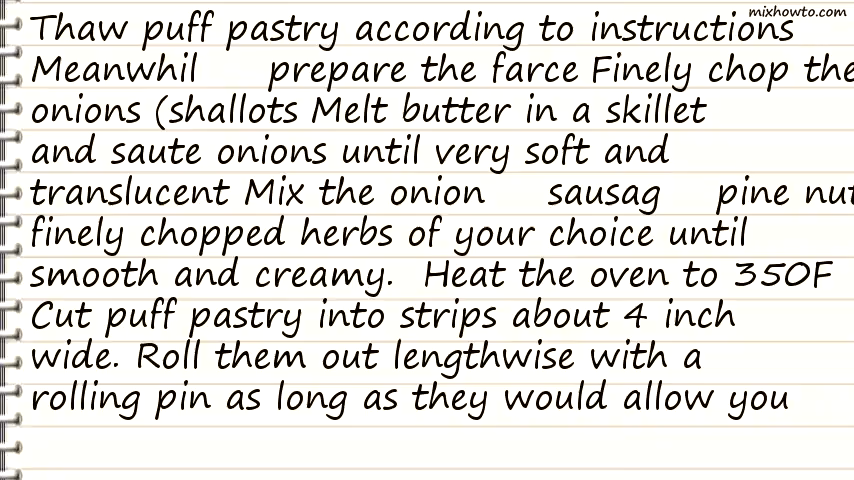 mixhowto.com
Thaw puff pastry according to instructions
Meanwhil prepare the farce Finely chop the
onions (shallots Melt butter in a skillet
and saute onions until very soft and
translucent Mix the onion sausag pine nut
finely chopped herbs of your choice until
smooth and creamy. Heat the oven to 350F
Cut puff pastry into strips about 4 inch
wide. Roll them out lengthwise with a
rolling pin as long as they would allow you